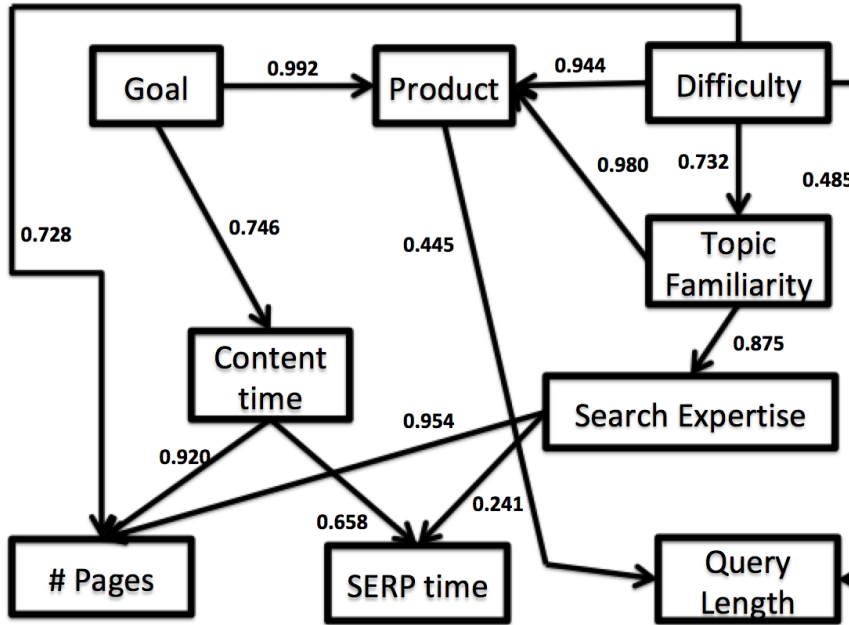 Goal
0.992
Product
0.944
Difficulty
0.980
0.732
0.485
0.728
0.746
0.445
Topic
Familiarity
0.875
Content
time
0.954
Search Expertise
0.920
0.658
0.241
# Pages
SERP time
Query
Length